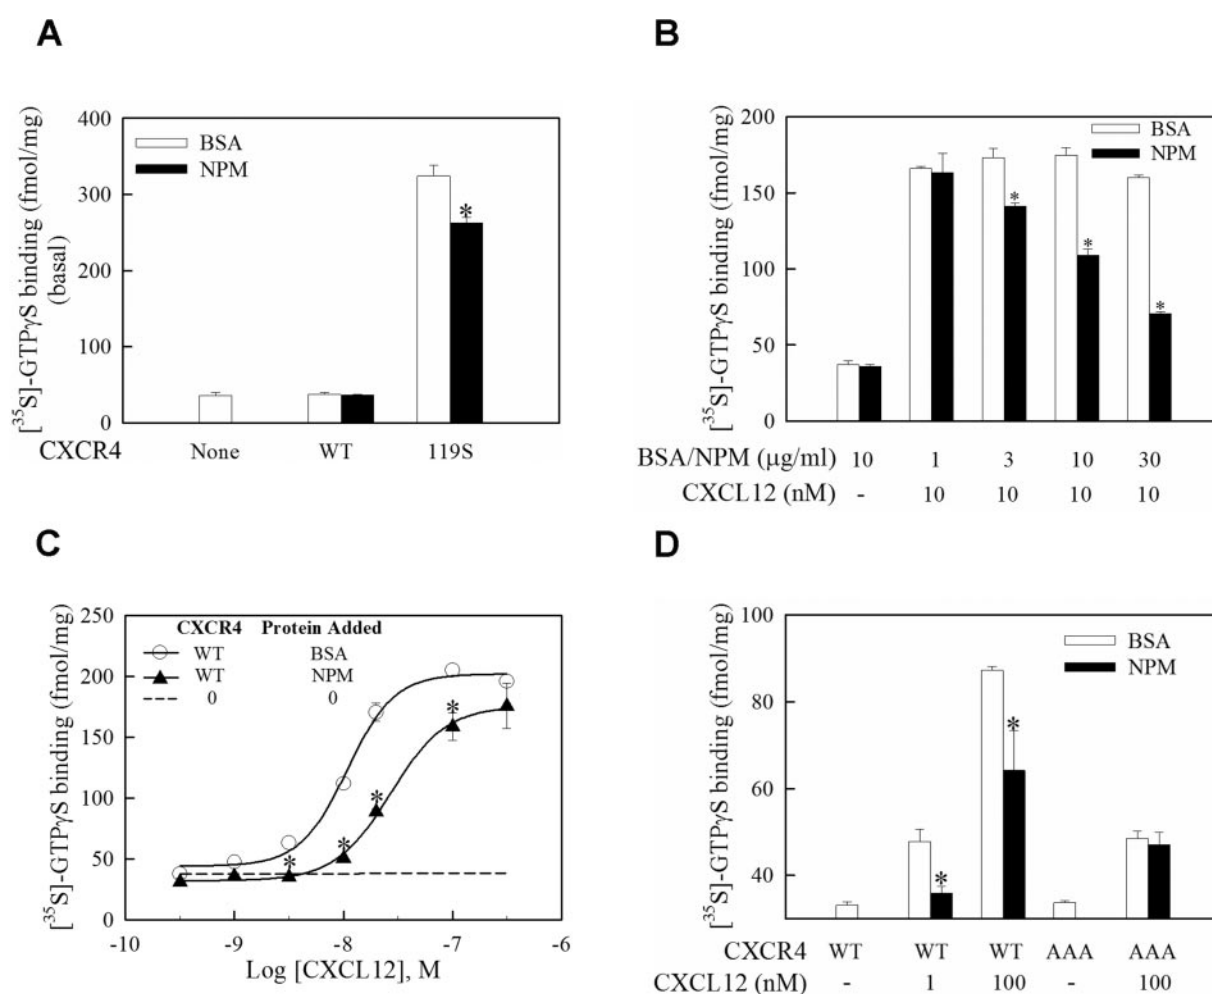 A
[³⁵S]-GTPγS binding (fmol/mg)
(basal)
400
300
200
100
0
BSA
NPM
*
CXCR4 None WT 119S
B
[³⁵S]-GTPγS binding (fmol/mg)
200
150
100
50
0
BSA
NPM
* * *
BSA/NPM (μg/ml) 10 1 3 10 30
CXCL12 (nM) - 10 10 10 10
C
[³⁵S]-GTPγS binding (fmol/mg)
250
200
150
100
50
0
CXCR4 Protein Added
WT BSA
WT NPM
0 0
* * * *
-10 -9 -8 -7 -6
Log [CXCL12], M
D
[³⁵S]-GTPγS binding (fmol/mg)
100
80
60
40
BSA
NPM
* *
CXCR4 WT WT WT AAA AAA
CXCL12 (nM) - 1 100 - 100